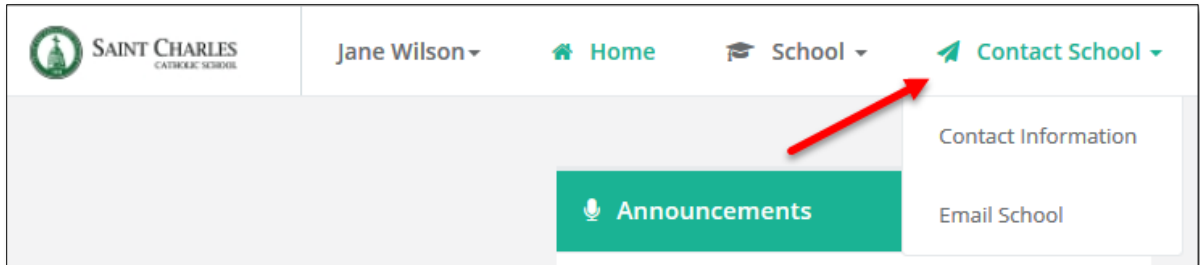 SAINT CHARLES
CATHOLIC SCHOOL
Jane Wilson
Home
School
Contact School
Contact Information
Announcements
Email School